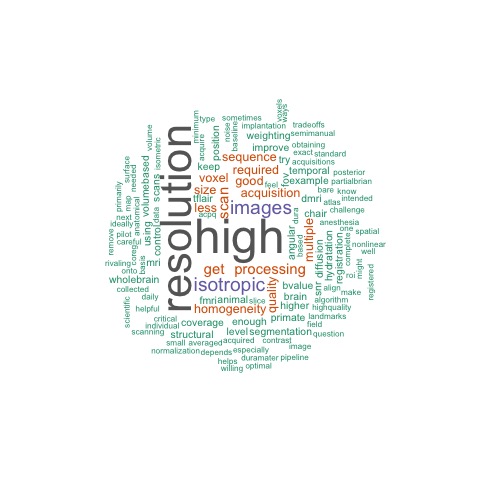 voxels
ways
minimum
type
sometimes
implantation
tradeoffs
acquire
noise
baseline
weighting
semimanual
volume
position
improve
obtaining
exact
standard
isometric
resolution
sequence
try
acquisitions
surface
keep
required
temporal
posterior
needed
volumebased
scans
voxel
good
fov
example
partialbrian
primarily
size
tflair
scan
acquisition
feel
dmri
bare
know
map
less
images
atlas
intended
next
using
data
acpc
dura
chair
challenge
ideally
control
high
angular
multiple
anesthesia
remove
pilot
careful
coreg
mri
based
hydration
registration
one
spatial
rivaling
basis
complete
nonlinear
onto
get
processing
diffusion
roi
might
well
wholebrain
isotropic
quality
bvalue
snr
align
make
registered
collected
fmri
animal
slice
brain
algorithm
scientific
daily
homogeneity
higher
highquality
helpful
critical
coverage
enough
primate
landmarks
individual
field
scanning
structural
level
segmentation
question
small
averaged
acquired
contrast
image
normalization
depends
especially
helps
duramater
pipeline
willing
optimal